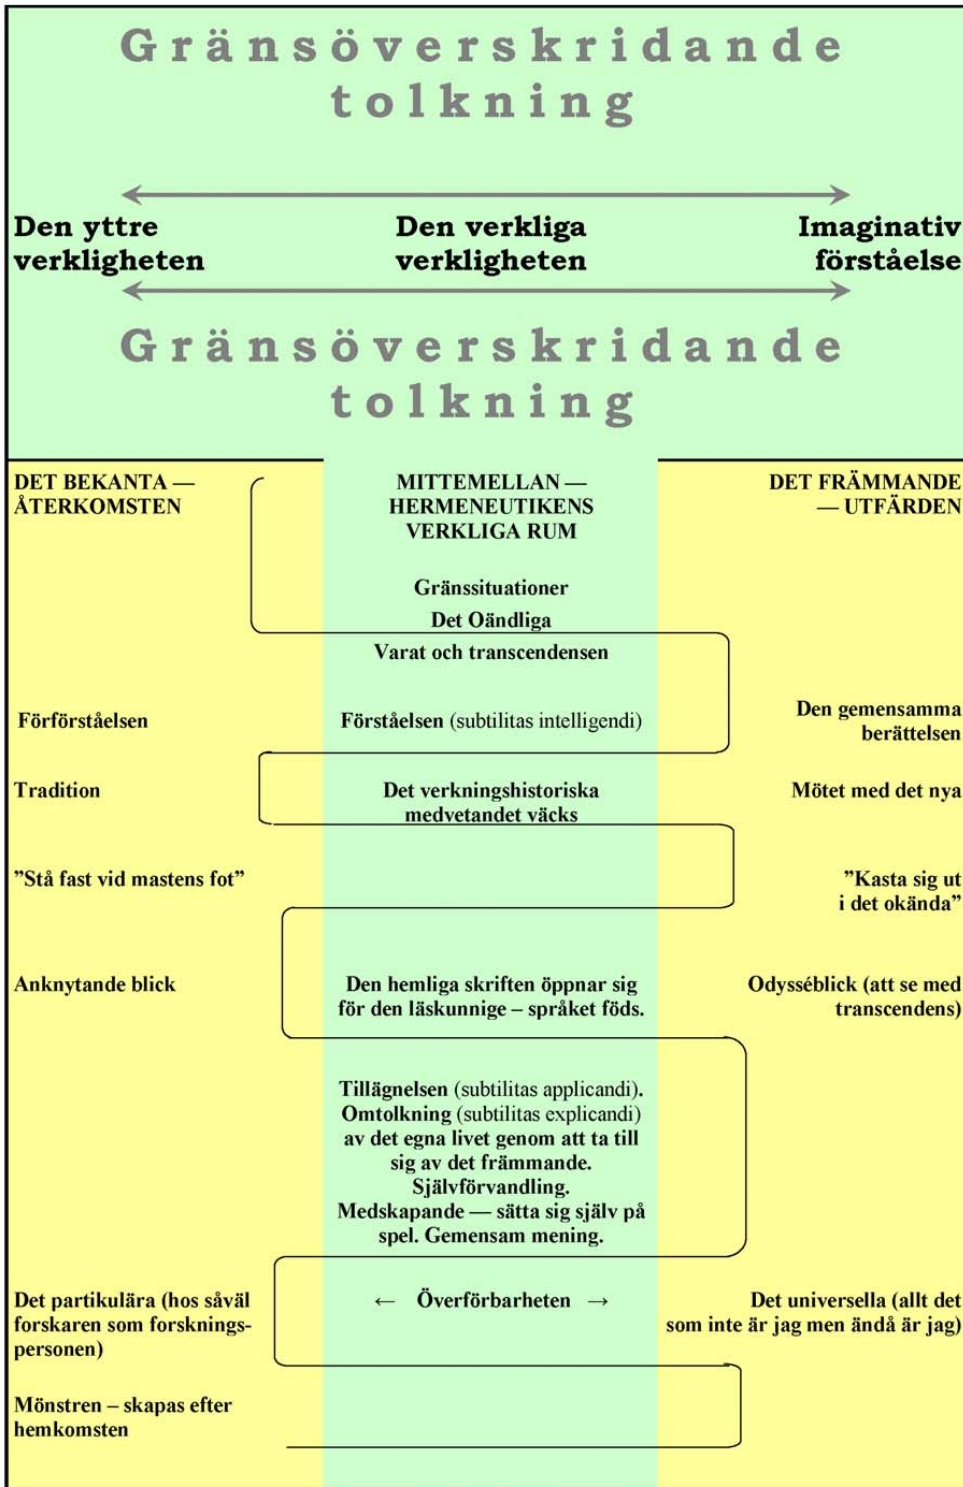 Gränsöverskridande
tolkning
Den yttre
verkligheten
Den verkliga
verkligheten
Imaginativ
förståelse
Gränsöverskridande
tolkning
DET BEKANTA —
ÅTERKOMSTEN
MITTEMELLAN —
HERMENEUTIKENS
VERKLIGA RUM
DET FRÄMMANDE
— UTFÄRDEN
Gränssituationer
Det Oändliga
Varat och transcendensen
Förförståelsen
Förståelsen (subtilitas intelligendi)
Den gemensamma
berättelsen
Tradition
Det verkningshistoriska
medvetandet väcks
Mötet med det nya
”Stå fast vid mastens fot”
”Kasta sig ut
i det okända”
Anknytande blick
Den hemliga skriften öppnar sig
för den läskunnige – språket föds.
Odysséblick (att se med
transcendens)
Tillägnelsen (subtilitas applicandi).
Omtolkning (subtilitas explicandi)
av det egna livet genom att ta till
sig av det främmande.
Självförvandling.
Medskapande — sätta sig själv på
spel. Gemensam mening.
Det partikulära (hos såväl
forskaren som forsknings-
personen)
← Överförbarheten →
Det universella (allt det
som inte är jag men ändå är jag)
Mönstren – skapas efter
hemkomsten